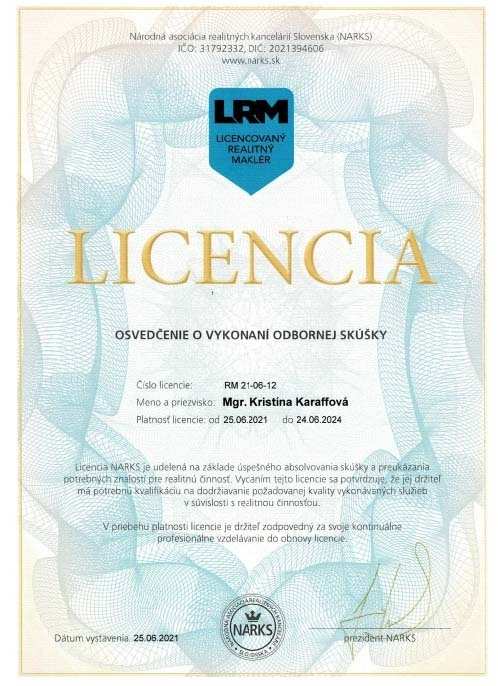 Národná asociácia realitných kancelárií Slovenska (NARKS)
IČO: 31792332, DIČ: 2021394606
www.narks.sk
LRM
LICENCOVANÝ
REALITNÝ
MAKLÉR
LICENCIA
OSVEDČENIE O VYKONANÍ ODBORNEJ SKÚŠKY
Číslo licencie: RM 21-06-12
Meno a priezvisko: Mgr. Kristina Karaffová
Platnosť licencie: od 25.06.2021 do 24.06.2024
Licencia NARKS je udelená na základe úspešného absolvovania skúšky a preukázania
potrebných znalostí pre realitnú činnosť. Vydaním tejto licencie sa potvrdzuje, že jej držiteľ
má potrebnú kvalifikáciu na dodržiavanie požadovanej kvality vykonávaných služieb
v súvislosti s realitnou činnosťou.
V priebehu platnosti licencie je držiteľ zodpovedný za svoje kontinuálne
profesionálne vzdelávanie do obnovy licencie.
NARKS
Dátum vystavenia: 25.06.2021
prezident NARKS